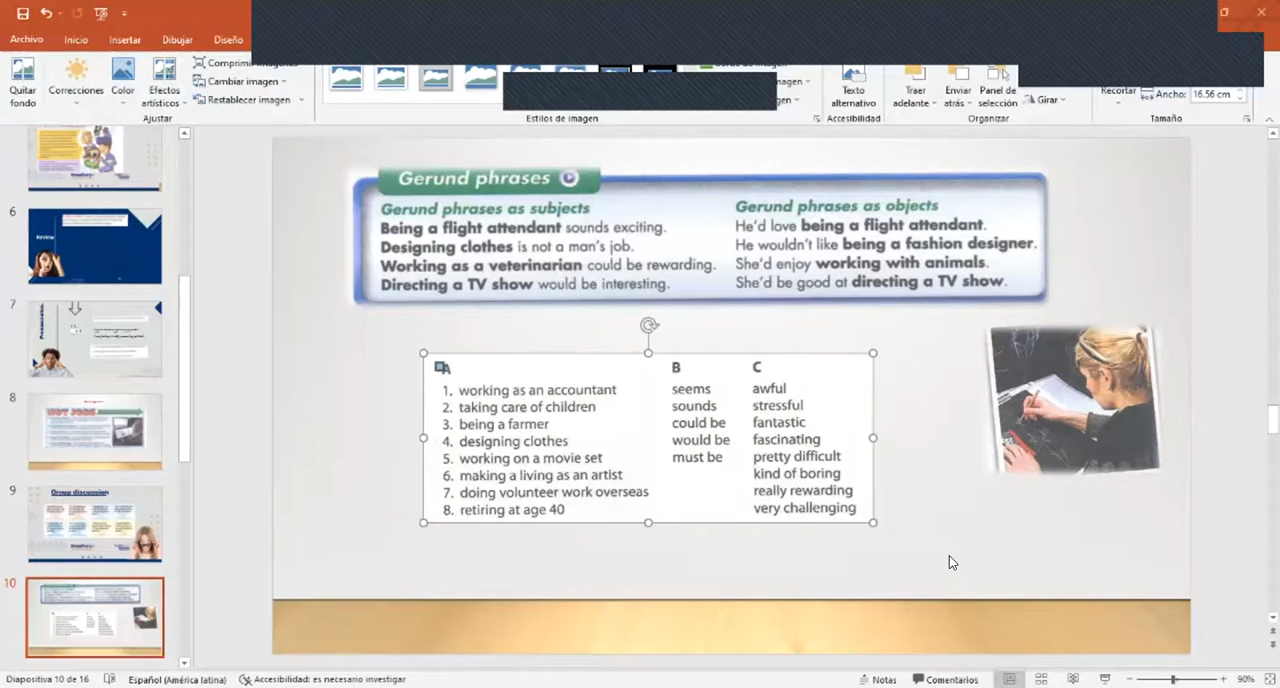 Archivo Inicio Insertar Dibujar Diseño
Quitar fondo
Correcciones
Color
Efectos artísticos
Cambiar imagen
Restablecer imagen
Ajustar
Estilos de imagen
Texto alternativo
Accesibilidad
Traer adelante
Enviar atrás
Panel de selección
Girar
Organizar
Recortar
Ancho: 16.56 cm
Tamaño
6
7
8
HOT JOBS
9
Group discussion
10
Gerund phrases
Gerund phrases as subjects
Being a flight attendant sounds exciting.
Designing clothes is not a man's job.
Working as a veterinarian could be rewarding.
Directing a TV show would be interesting.
Gerund phrases as objects
He'd love being a flight attendant.
He wouldn't like being a fashion designer.
She'd enjoy working with animals.
She'd be good at directing a TV show.
A
1. working as an accountant
2. taking care of children
3. being a farmer
4. designing clothes
5. working on a movie set
6. making a living as an artist
7. doing volunteer work overseas
8. retiring at age 40
B
seems
sounds
could be
would be
must be
C
awful
stressful
fantastic
fascinating
pretty difficult
kind of boring
really rewarding
very challenging
Diapositiva 10 de 16 Español (América latina) Accesibilidad: es necesario investigar Notas Comentarios 90%